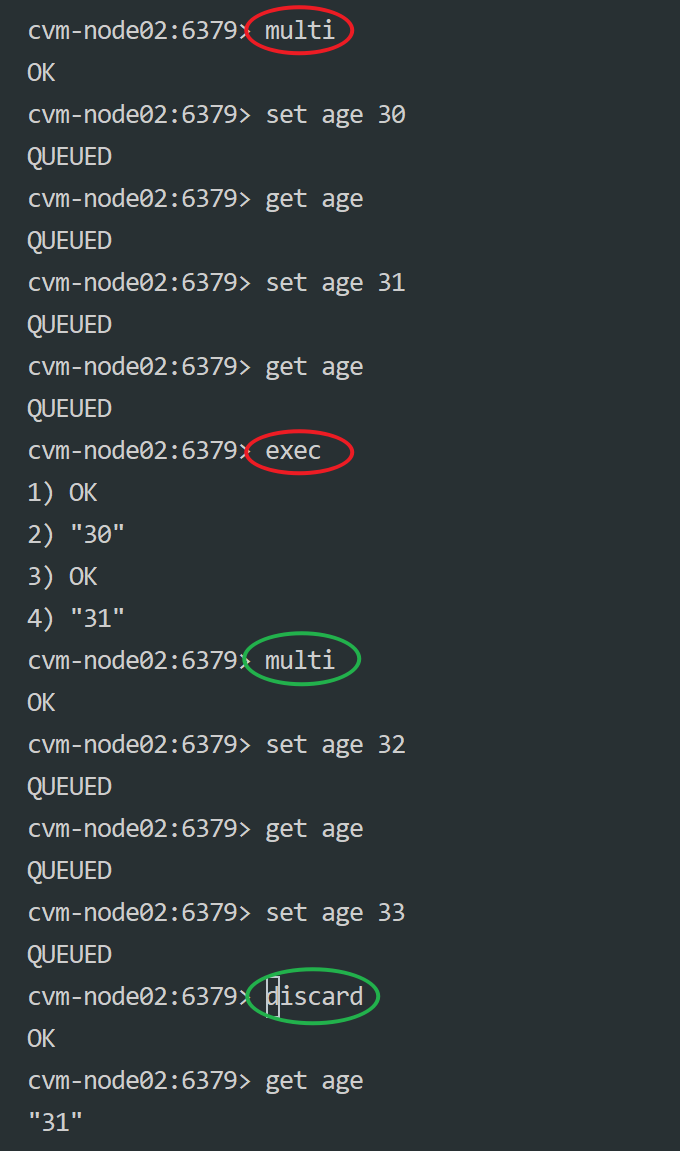 cvm-node02:6379> multi
OK
cvm-node02:6379> set age 30
QUEUED
cvm-node02:6379> get age
QUEUED
cvm-node02:6379> set age 31
QUEUED
cvm-node02:6379> get age
QUEUED
cvm-node02:6379> exec
1) OK
2) "30"
3) OK
4) "31"
cvm-node02:6379> multi
OK
cvm-node02:6379> set age 32
QUEUED
cvm-node02:6379> get age
QUEUED
cvm-node02:6379> set age 33
QUEUED
cvm-node02:6379> discard
OK
cvm-node02:6379> get age
"31"